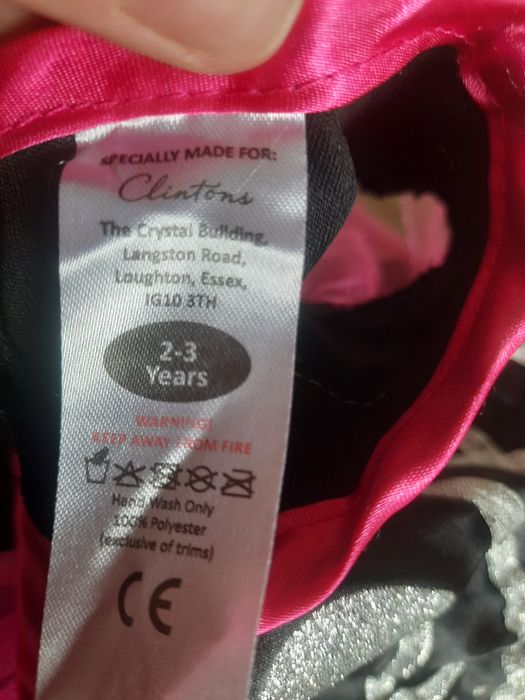 SPECIALLY MADE FOR:
Clintons
The Crystal Building,
Langston Road,
Loughton, Essex,
IG10 3TH
2-3
Years
WARNING!
KEEP AWAY FROM FIRE
Hand Wash Only
100% Polyester
(exclusive of trims)
CE